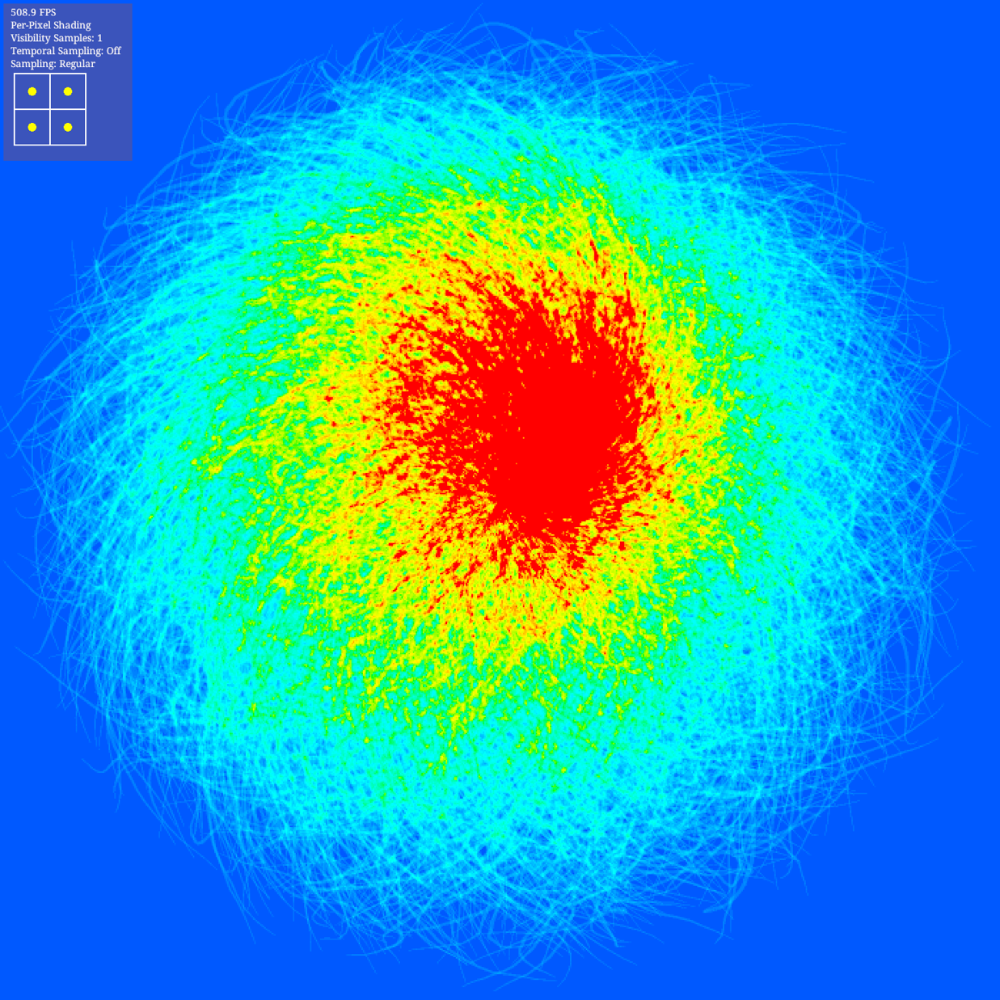 508.9 FPS
Per-Pixel Shading
Visibility Samples: 1
Temporal Sampling: Off
Sampling: Regular